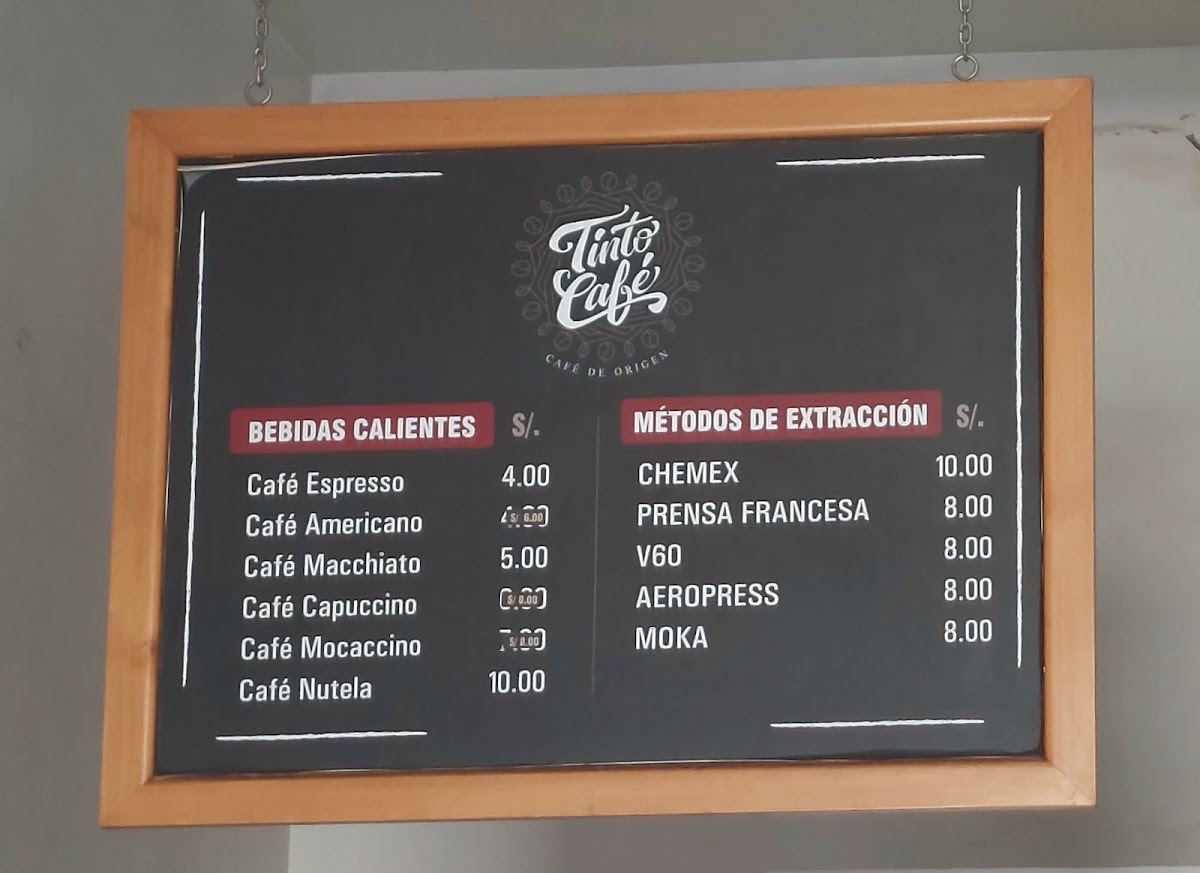 Tinto
Café
CAFÉ DE ORIGEN
BEBIDAS CALIENTES S/.
Café Espresso 4.00
Café Americano S/ 6.00
Café Macchiato 5.00
Café Capuccino
Café Mocaccino
Café Nutela 10.00
MÉTODOS DE EXTRACCIÓN S/.
CHEMEX 10.00
PRENSA FRANCESA 8.00
V60 8.00
AEROPRESS 8.00
MOKA 8.00